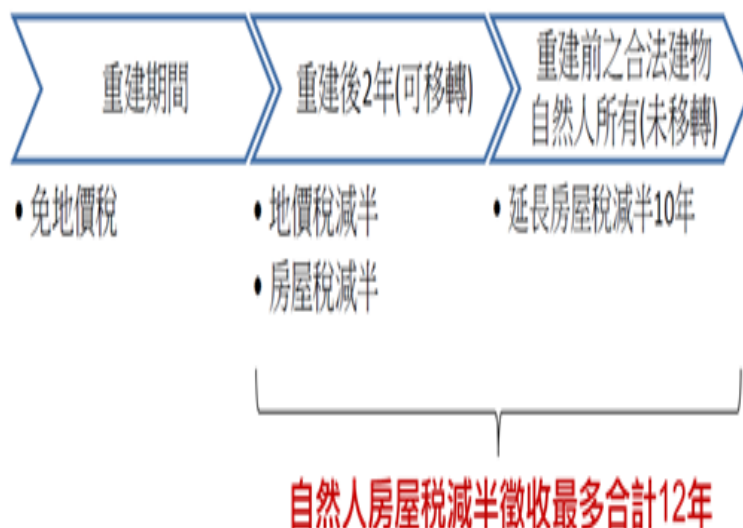 重建期間
重建後2年(可移轉)
重建前之合法建物
自然人所有(未移轉)
• 免地價稅
• 地價稅減半
• 房屋稅減半
• 延長房屋稅減半10年
自然人房屋稅減半徵收最多合計12年